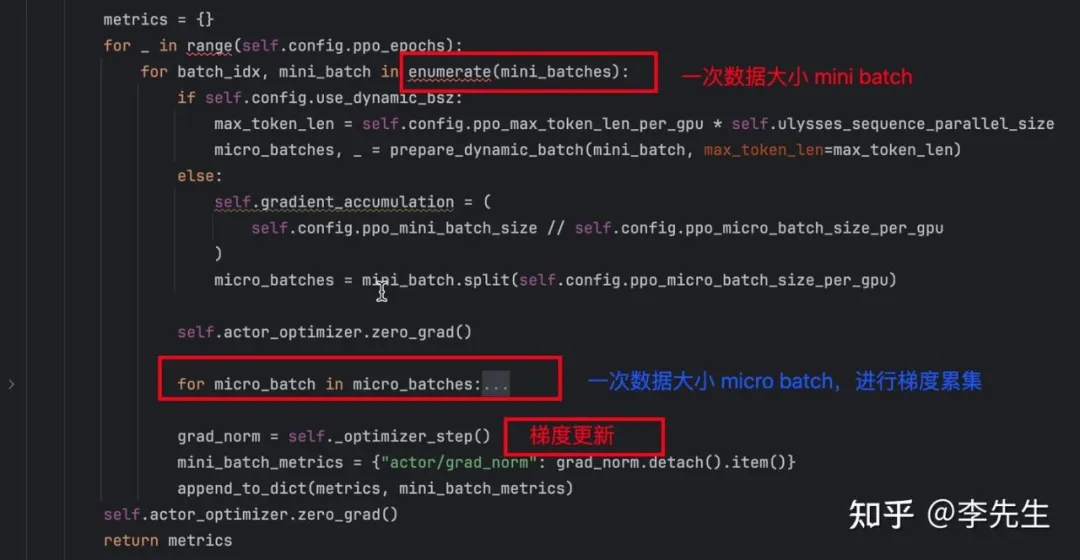 metrics = {}
for _ in range(self.config.ppo_epochs):
for batch_idx, mini_batch in enumerate(mini_batches):
一次数据大小 mini batch
if self.config.use_dynamic_bsz:
max_token_len = self.config.ppo_max_token_len_per_gpu * self.ulysses_sequence_parallel_size
micro_batches, _ = prepare_dynamic_batch(mini_batch, max_token_len=max_token_len)
else:
self.gradient_accumulation = (
self.config.ppo_mini_batch_size // self.config.ppo_micro_batch_size_per_gpu
)
micro_batches = mini_batch.split(self.config.ppo_micro_batch_size_per_gpu)
self.actor_optimizer.zero_grad()
for micro_batch in micro_batches:...
一次数据大小 micro batch，进行梯度累集
grad_norm = self._optimizer_step()
梯度更新
mini_batch_metrics = {"actor/grad_norm": grad_norm.detach().item()}
append_to_dict(metrics, mini_batch_metrics)
self.actor_optimizer.zero_grad()
return metrics
知乎 @李先生